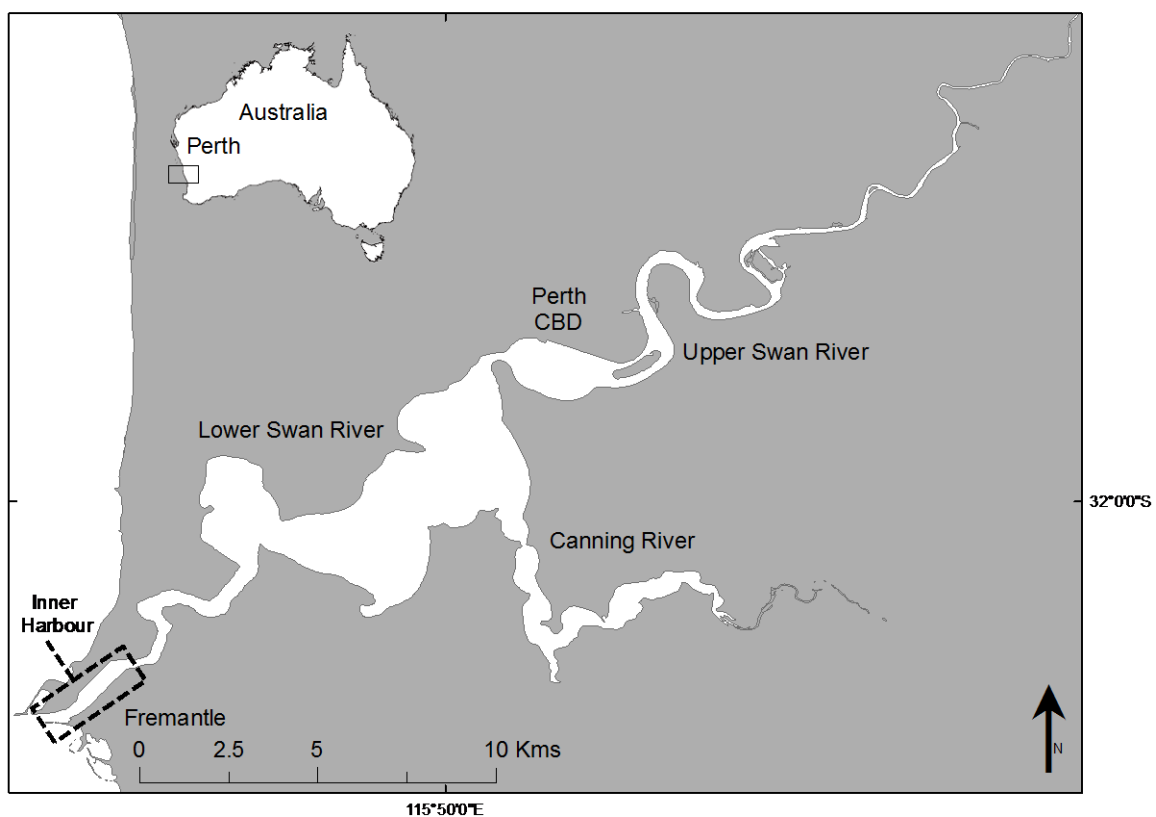 Australia
Perth
Perth
CBD
Upper Swan River
Lower Swan River
32°0'0"S
Canning River
Inner
Harbour
Fremantle
0 2.5 5 10 Kms
N
115°50'0"E